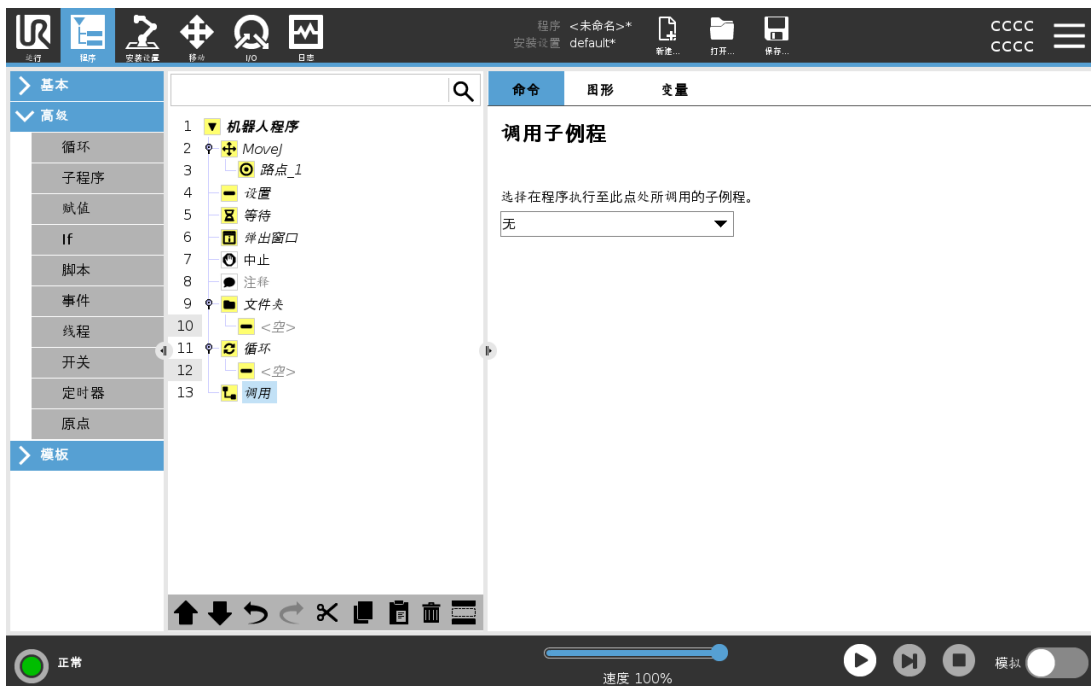 UR
运行
程序
安装设置
移动
I/O
日志
程序 <未命名>*
安装设置 default*
新建...
打开...
保存...
CCCC
CCCC
基本
高级
循环
子程序
赋值
If
脚本
事件
线程
开关
定时器
原点
模板
1 机器人程序
2 MoveJ
3 路点_1
4 设置
5 等待
6 弹出窗口
7 中止
8 注释
9 文件夹
10 <空>
11 循环
12 <空>
13 调用
命令 图形 变量
调用子例程
选择在程序执行至此点处所调用的子例程。
无
正常
速度 100%
模拟